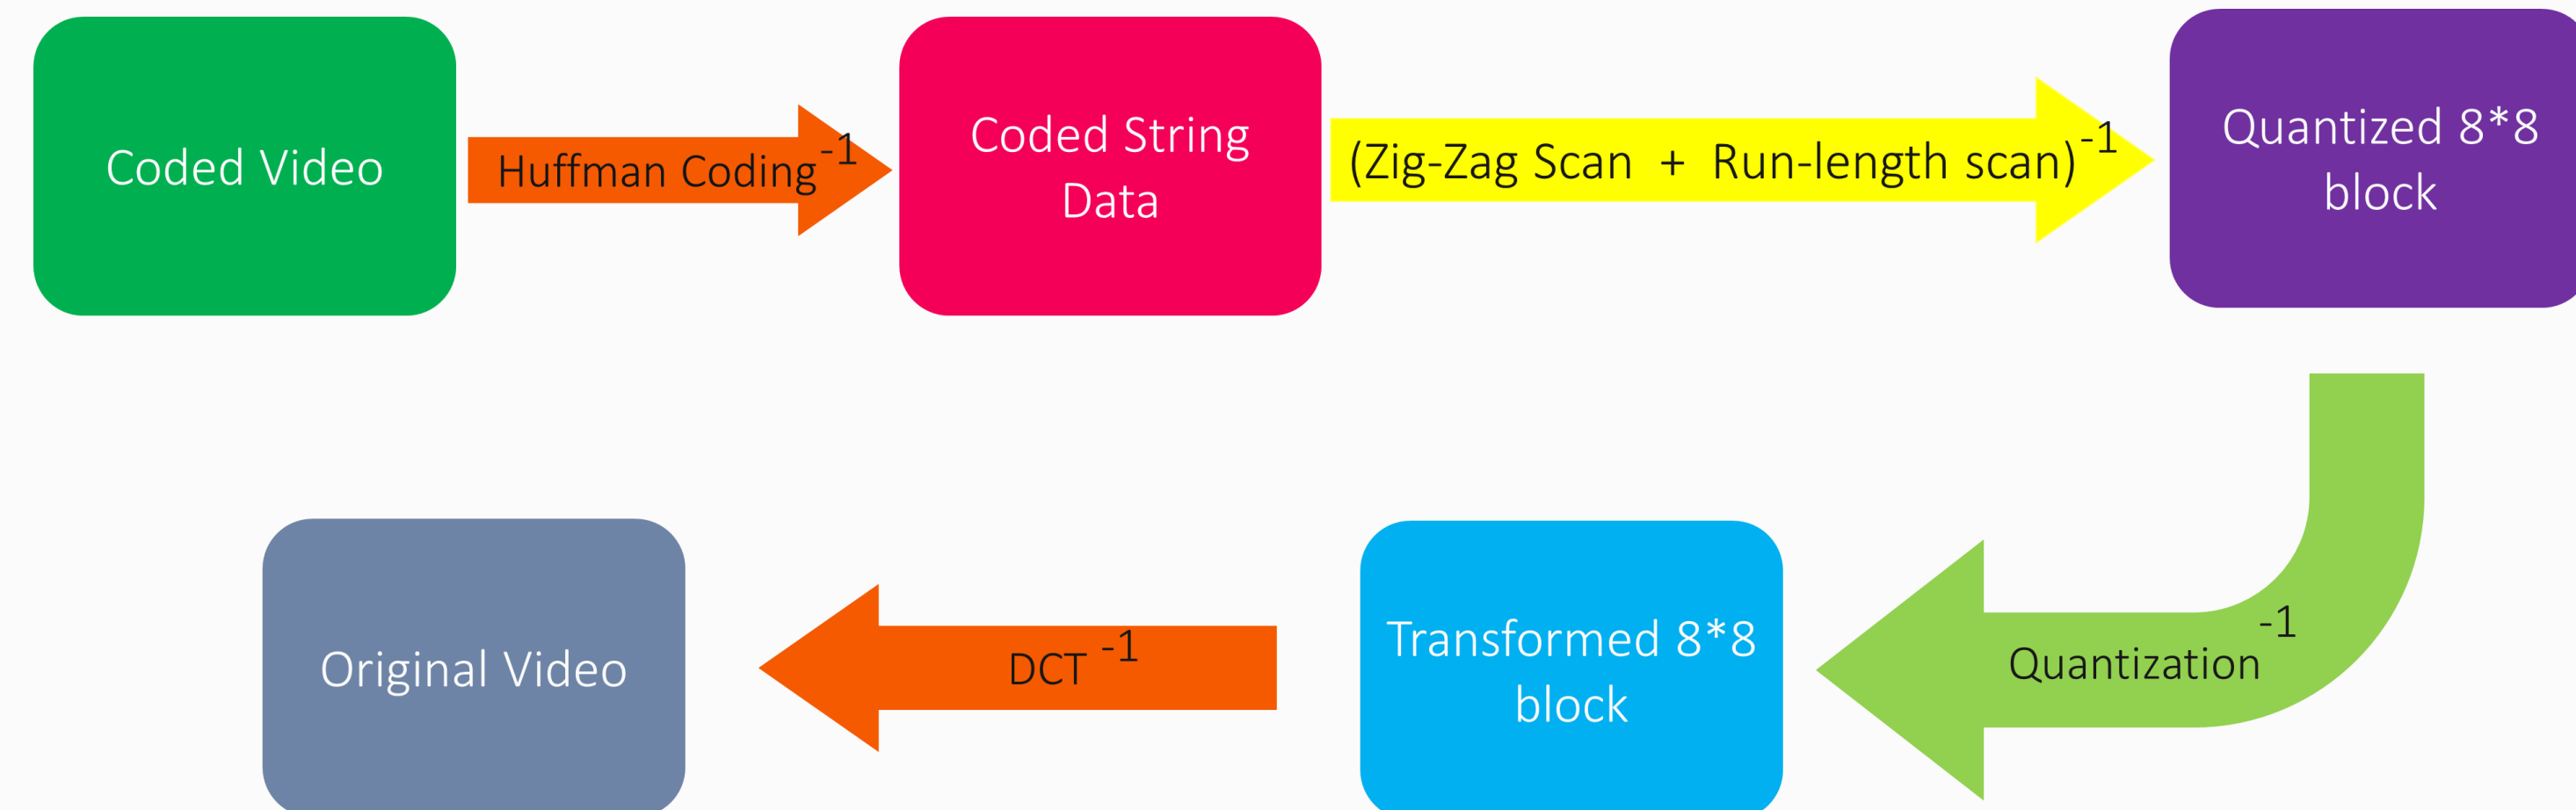 Coded Video
Huffman Coding-1
Coded String
Data
(Zig-Zag Scan + Run-length scan)-1
Quantized 8*8
block
Quantization -1
Transformed 8*8
block
DCT -1
Original Video